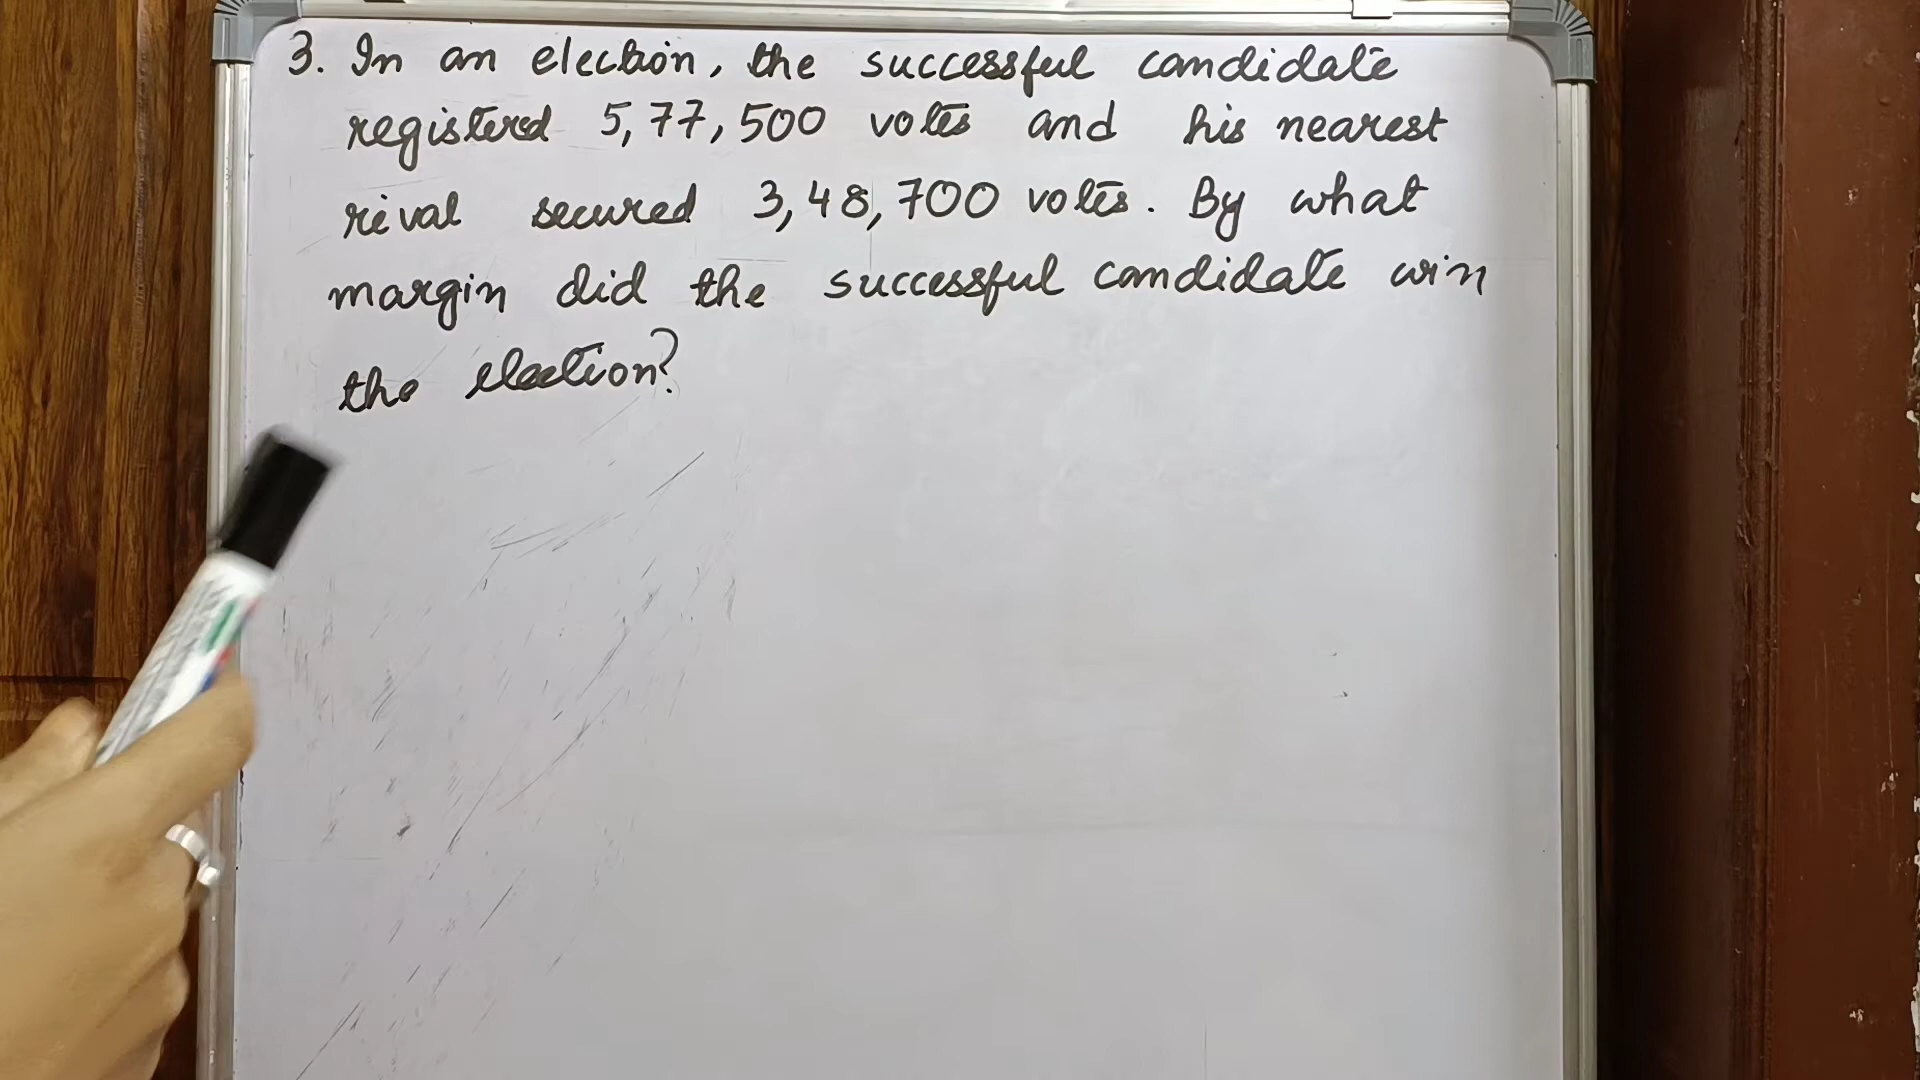 3. In an election, the successful candidate
registered 5,77,500 votes and his nearest
rival secured 3,48,700 votes. By what
margin did the successful candidate win
the election?